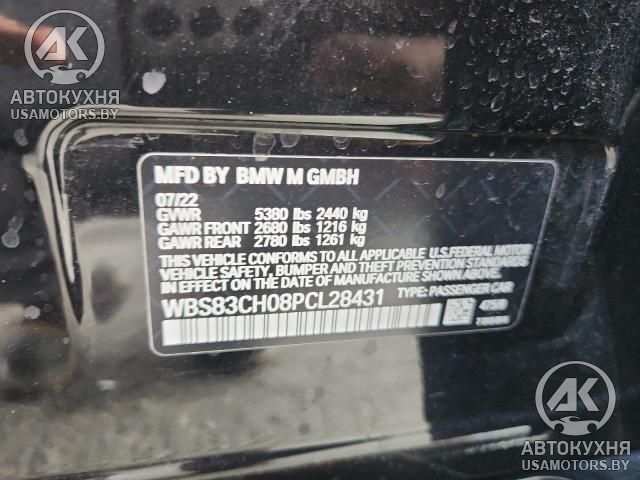 AK
АВТОКУХНЯ
USAMOTORS.BY
MFD BY BMW M GMBH
07/22
GVWR 5380 lbs 2440 kg
GAWR FRONT 2680 lbs 1216 kg
GAWR REAR 2780 lbs 1261 kg
THIS VEHICLE CONFORMS TO ALL APPLICABLE U.S.FEDERAL MOTOR
VEHICLE SAFETY, BUMPER AND THEFT PREVENTION STANDARDS
IN EFFECT ON THE DATE OF MANUFACTURE SHOWN ABOVE.
WBS83CH08PCL28431 TYPE: PASSENGER CAR
AK
АВТОКУХНЯ
USAMOTORS.BY